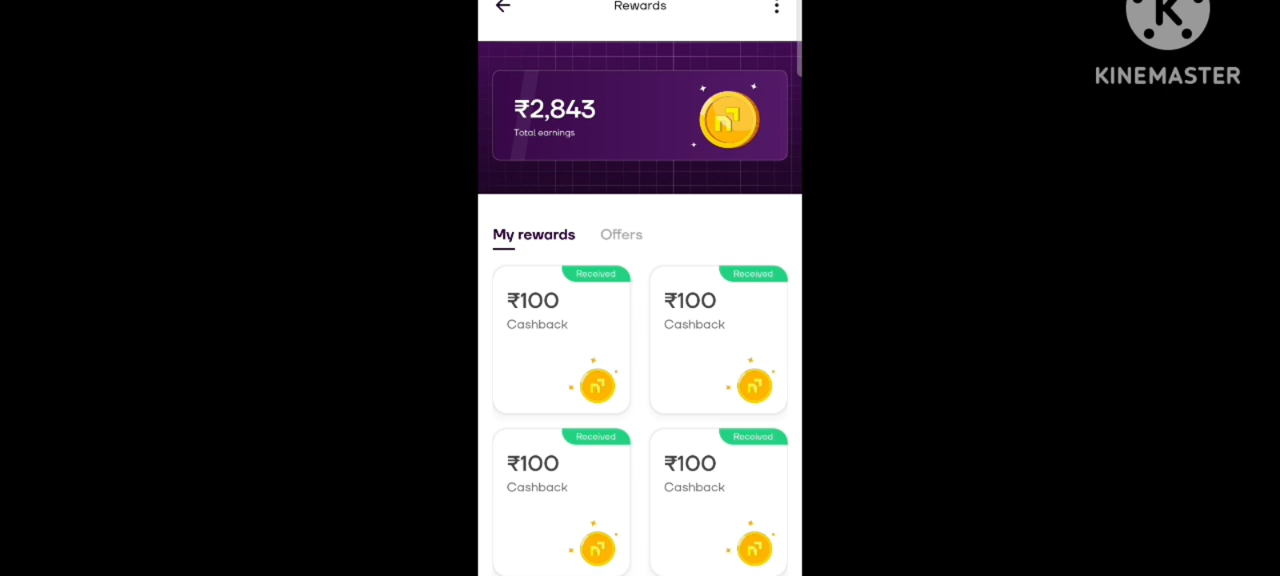 Rewards
KINEMASTER
₹2,843
Total earnings
My rewards Offers
Received Received
₹100 ₹100
Cashback Cashback
Received Received
₹100 ₹100
Cashback Cashback